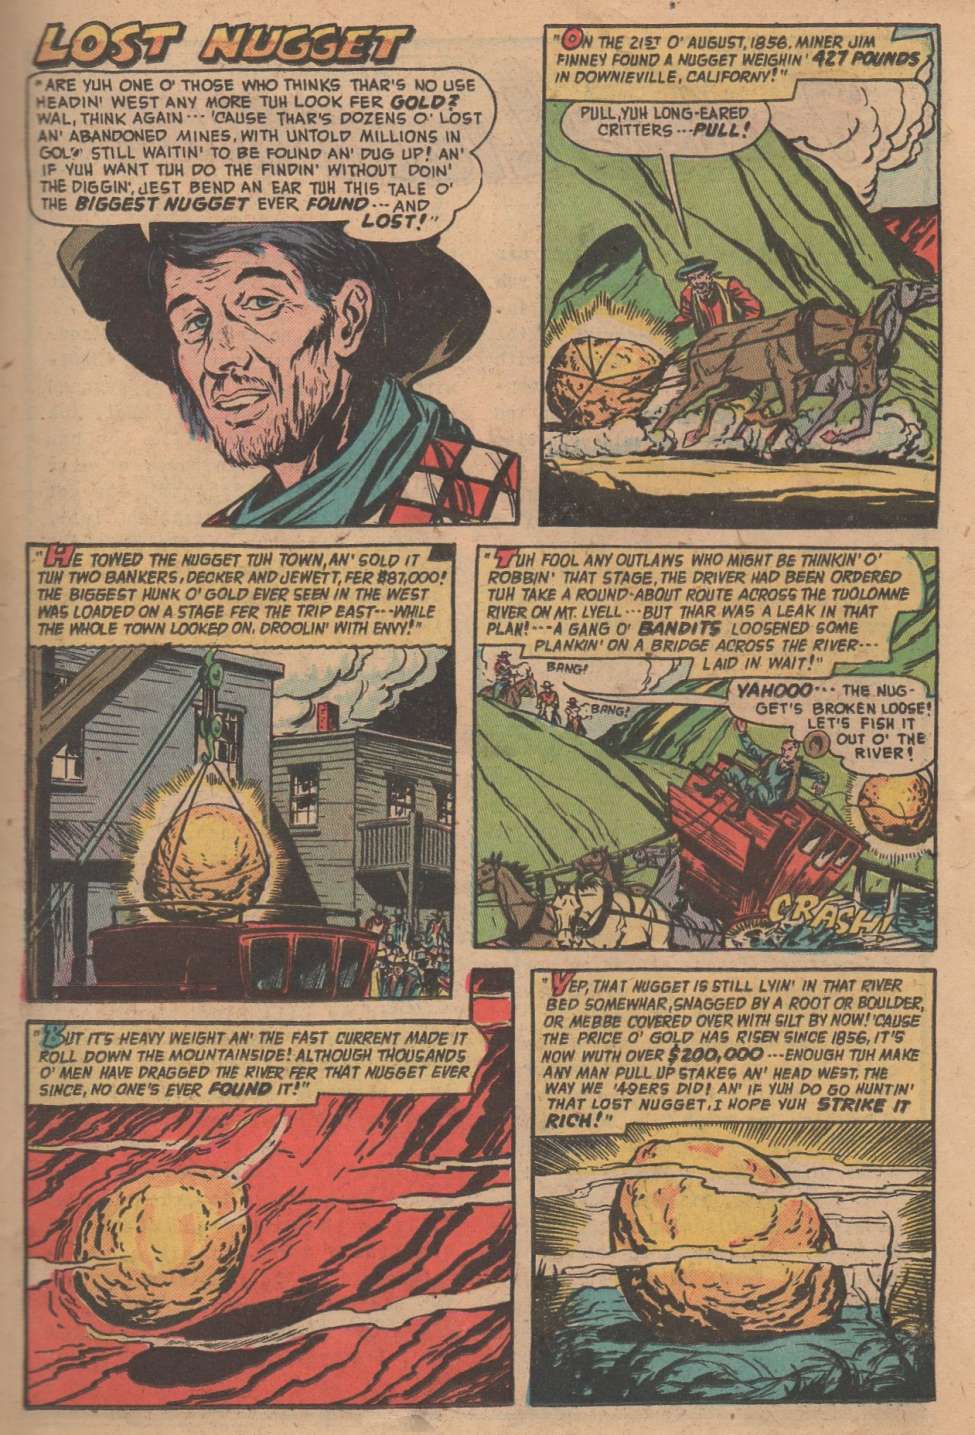 LOST NUGGET
"ARE YUH ONE O' THOSE WHO THINKS THAR'S NO USE
HEADIN' WEST ANY MORE TUH LOOK FER GOLD?
WAL, THINK AGAIN--- 'CAUSE THAR'S DOZENS O' LOST
AN' ABANDONED MINES, WITH UNTOLD MILLIONS IN
GOLD STILL WAITIN' TO BE FOUND AN' DUG UP! AN'
IF YUH WANT TUH DO THE FINDIN' WITHOUT DOIN'
THE DIGGIN', JEST BEND AN EAR TUH THIS TALE O'
THE BIGGEST NUGGET EVER FOUND--- AND
LOST!"
"ON THE 21ST O' AUGUST, 1856. MINER JIM
FINNEY FOUND A NUGGET WEIGHIN' 427 POUNDS
IN DOWNIEVILLE, CALIFORNY!"
PULL, YUH LONG-EARED
CRITTERS---PULL!
"HE TOWED THE NUGGET TUH TOWN, AN' SOLD IT
TUH TWO BANKERS, DECKER AND JEWETT, FER $87,000!
THE BIGGEST HUNK O' GOLD EVER SEEN IN THE WEST
WAS LOADED ON A STAGE FER THE TRIP EAST---WHILE
THE WHOLE TOWN LOOKED ON, DROOLIN' WITH ENVY!"
"TUH FOOL ANY OUTLAWS WHO MIGHT BE THINKIN' O'
ROBBIN' THAT STAGE, THE DRIVER HAD BEEN ORDERED
TUH TAKE A ROUND-ABOUT ROUTE ACROSS THE TUOLOMNE
RIVER ON MT. LYELL---BUT THAR WAS A LEAK IN THAT
PLAN!---A GANG O' BANDITS LOOSENED SOME
PLANKIN' ON A BRIDGE ACROSS THE RIVER---
LAID IN WAIT!"
BANG!
BANG!
YAHOOO--- THE NUG-
GET'S BROKEN LOOSE!
LET'S FISH IT
OUT O' THE
RIVER!
CRASH!
"BUT IT'S HEAVY WEIGHT AN' THE FAST CURRENT MADE IT
ROLL DOWN THE MOUNTAINSIDE! ALTHOUGH THOUSANDS
O' MEN HAVE DRAGGED THE RIVER FER THAT NUGGET EVER
SINCE, NO ONE'S EVER FOUND IT!"
"YEP, THAT NUGGET IS STILL LYIN' IN THAT RIVER
BED SOMEWHAR, SNAGGED BY A ROOT OR BOULDER,
OR MEBBE COVERED OVER WITH SILT BY NOW! 'CAUSE
THE PRICE O' GOLD HAS RISEN SINCE 1856, IT'S
NOW WUTH OVER $200,000---ENOUGH TUH MAKE
ANY MAN PULL UP STAKES AN' HEAD WEST, THE
WAY WE '49ERS DID! AN' IF YUH DO GO HUNTIN'
THAT LOST NUGGET, I HOPE YUH STRIKE IT
RICH!"